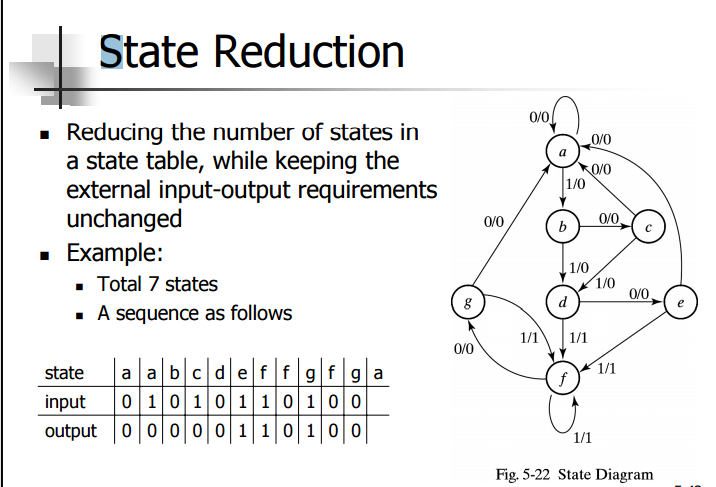 State Reduction
Reducing the number of states in
a state table, while keeping the
external input-output requirements
unchanged
Example:
Total 7 states
A sequence as follows
state a a b c d e f f g f g a
input 0 1 0 1 0 1 1 0 1 0 0
output 0 0 0 0 0 1 1 0 1 0 0
0/0
0/0
a
0/0
1/0
0/0
b
0/0
c
1/0
1/0
g
d
0/0
e
1/1
1/1
0/0
f
1/1
1/1
Fig. 5-22 State Diagram